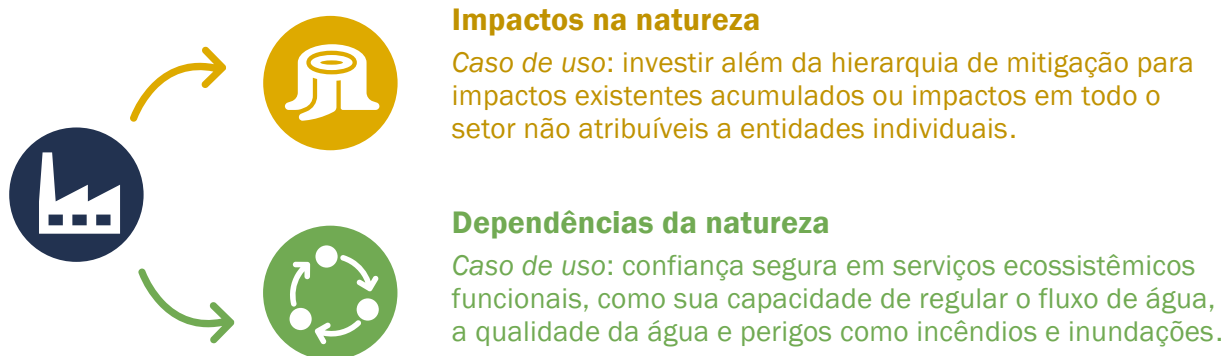 Impactos na natureza
Caso de uso: investir além da hierarquia de mitigação para
impactos existentes acumulados ou impactos em todo o
setor não atribuíveis a entidades individuais.
Dependências da natureza
Caso de uso: confiança segura em serviços ecossistêmicos
funcionais, como sua capacidade de regular o fluxo de água,
a qualidade da água e perigos como incêndios e inundações.